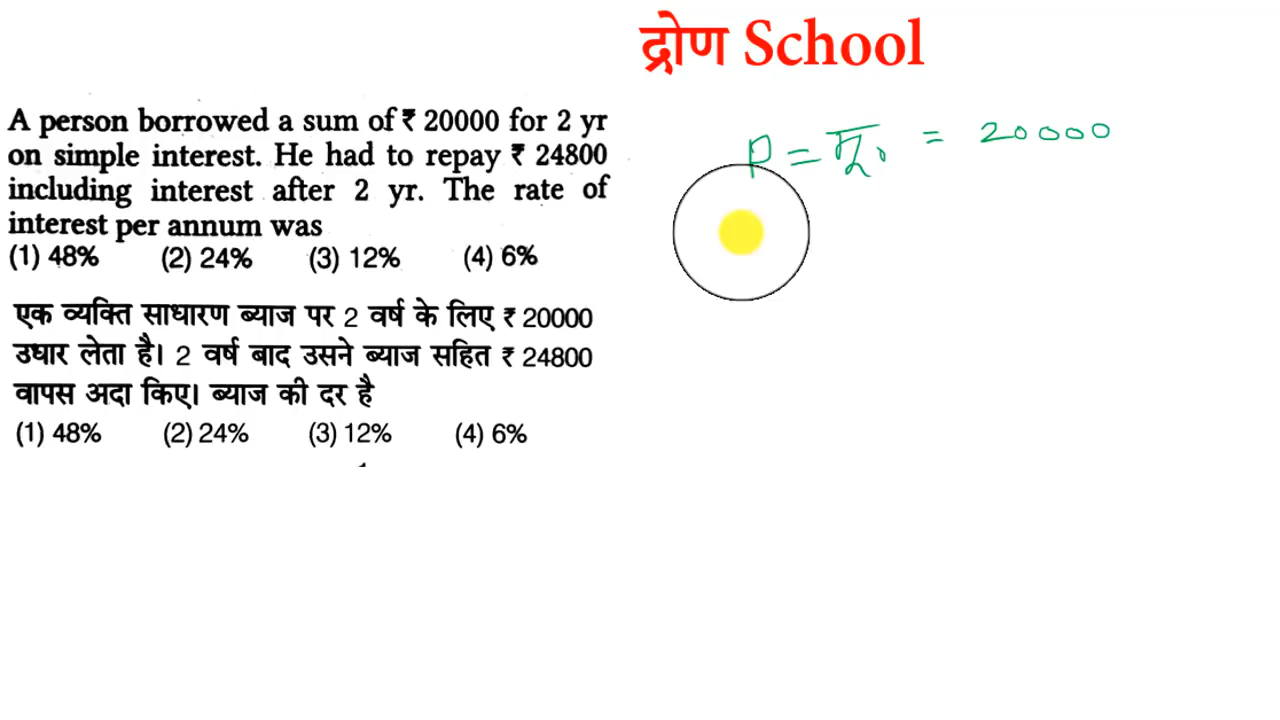 द्रोण School
A person borrowed a sum of ₹ 20000 for 2 yr
on simple interest. He had to repay ₹ 24800
including interest after 2 yr. The rate of
interest per annum was
(1) 48% (2) 24% (3) 12% (4) 6%
एक व्यक्ति साधारण ब्याज पर 2 वर्ष के लिए ₹ 20000
उधार लेता है। 2 वर्ष बाद उसने ब्याज सहित ₹ 24800
वापस अदा किए। ब्याज की दर है
(1) 48% (2) 24% (3) 12% (4) 6%
P = = 20000